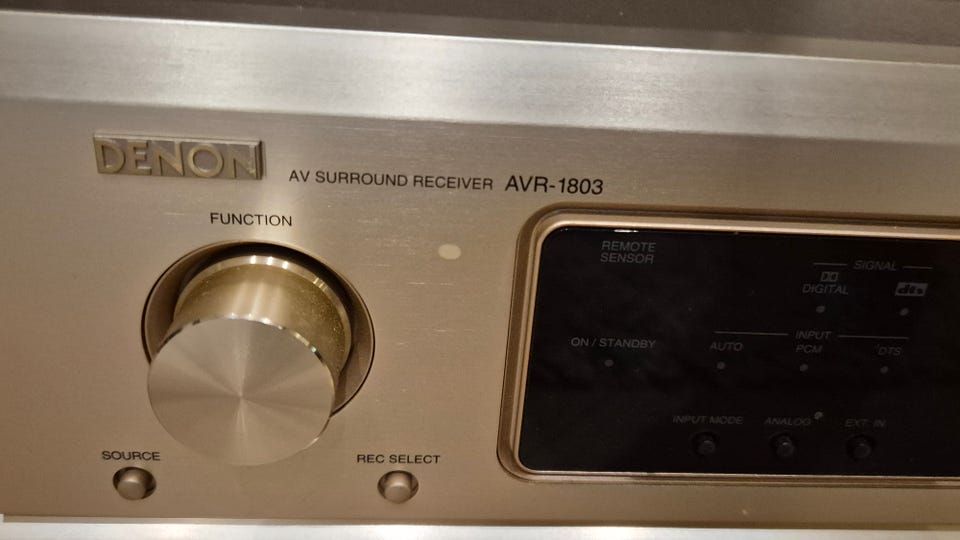 DENON
AV SURROUND RECEIVER AVR-1803
FUNCTION
REMOTE
SENSOR
SIGNAL
DIGITAL
dts
ON / STANDBY
INPUT
AUTO
PCM
DTS
INPUT MODE
ANALOG
EXT. IN
SOURCE
REC SELECT